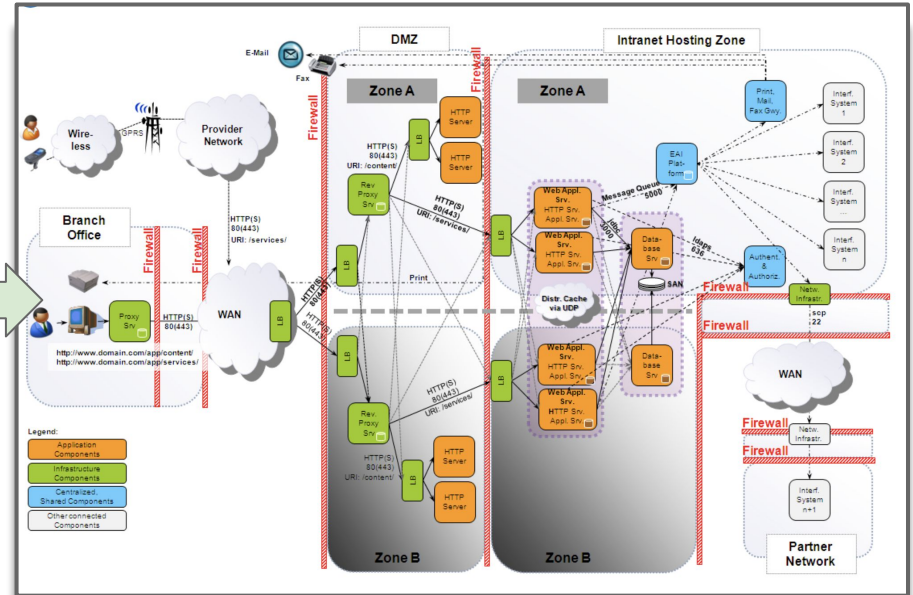 DMZ
Intranet Hosting Zone
E-Mail
Fax
Firewall
Firewall
Zone A
Zone A
Wire-
less
GPRS
Provider
Network
HTTP(S)
80(443)
URI: /services/
HTTP(S)
80(443)
URI: /content/
LB
HTTP
Server
HTTP
Server
Rev.
Proxy
Srv
HTTP(S)
80(443)
URI: /services/
LB
Web Appl.
Srv.
HTTP Srv.
Appl. Srv.
Web Appl.
Srv.
HTTP Srv.
Appl. Srv.
Message Queue
5000
jdbc
5000
EAI
Plat-
form
Print,
Mail,
Fax Gwy.
Interf.
System
1
Interf.
System
2
Interf.
System
...
Interf.
System
n
Data-
base
Srv
ldaps
636
Authent.
&
Authoriz.
SAN
Distr. Cache
via UDP
Print
Branch
Office
Firewall
Firewall
Proxy
Srv.
HTTP(S)
80(443)
http://www.domain.com/app/content/
http://www.domain.com/app/services/
WAN
LB
HTTP(S)
80(443)
HTTP(S)
80(443)
LB
LB
Rev.
Proxy
Srv
HTTP(S)
80(443)
URI: /services/
HTTP(S)
80(443)
URI: /content/
LB
HTTP
Server
HTTP
Server
Zone B
LB
Web Appl.
Srv.
HTTP Srv.
Appl. Srv.
Web Appl.
Srv.
HTTP Srv.
Appl. Srv.
Data-
base
Srv
Zone B
Firewall
Netw.
Infrastr.
Firewall
scp
22
WAN
Firewall
Netw.
Infrastr.
Firewall
Interf.
System
n+1
Partner
Network
Legend:
Application
Components
Infrastructure
Components
Centralized,
Shared Components
Other connected
Components